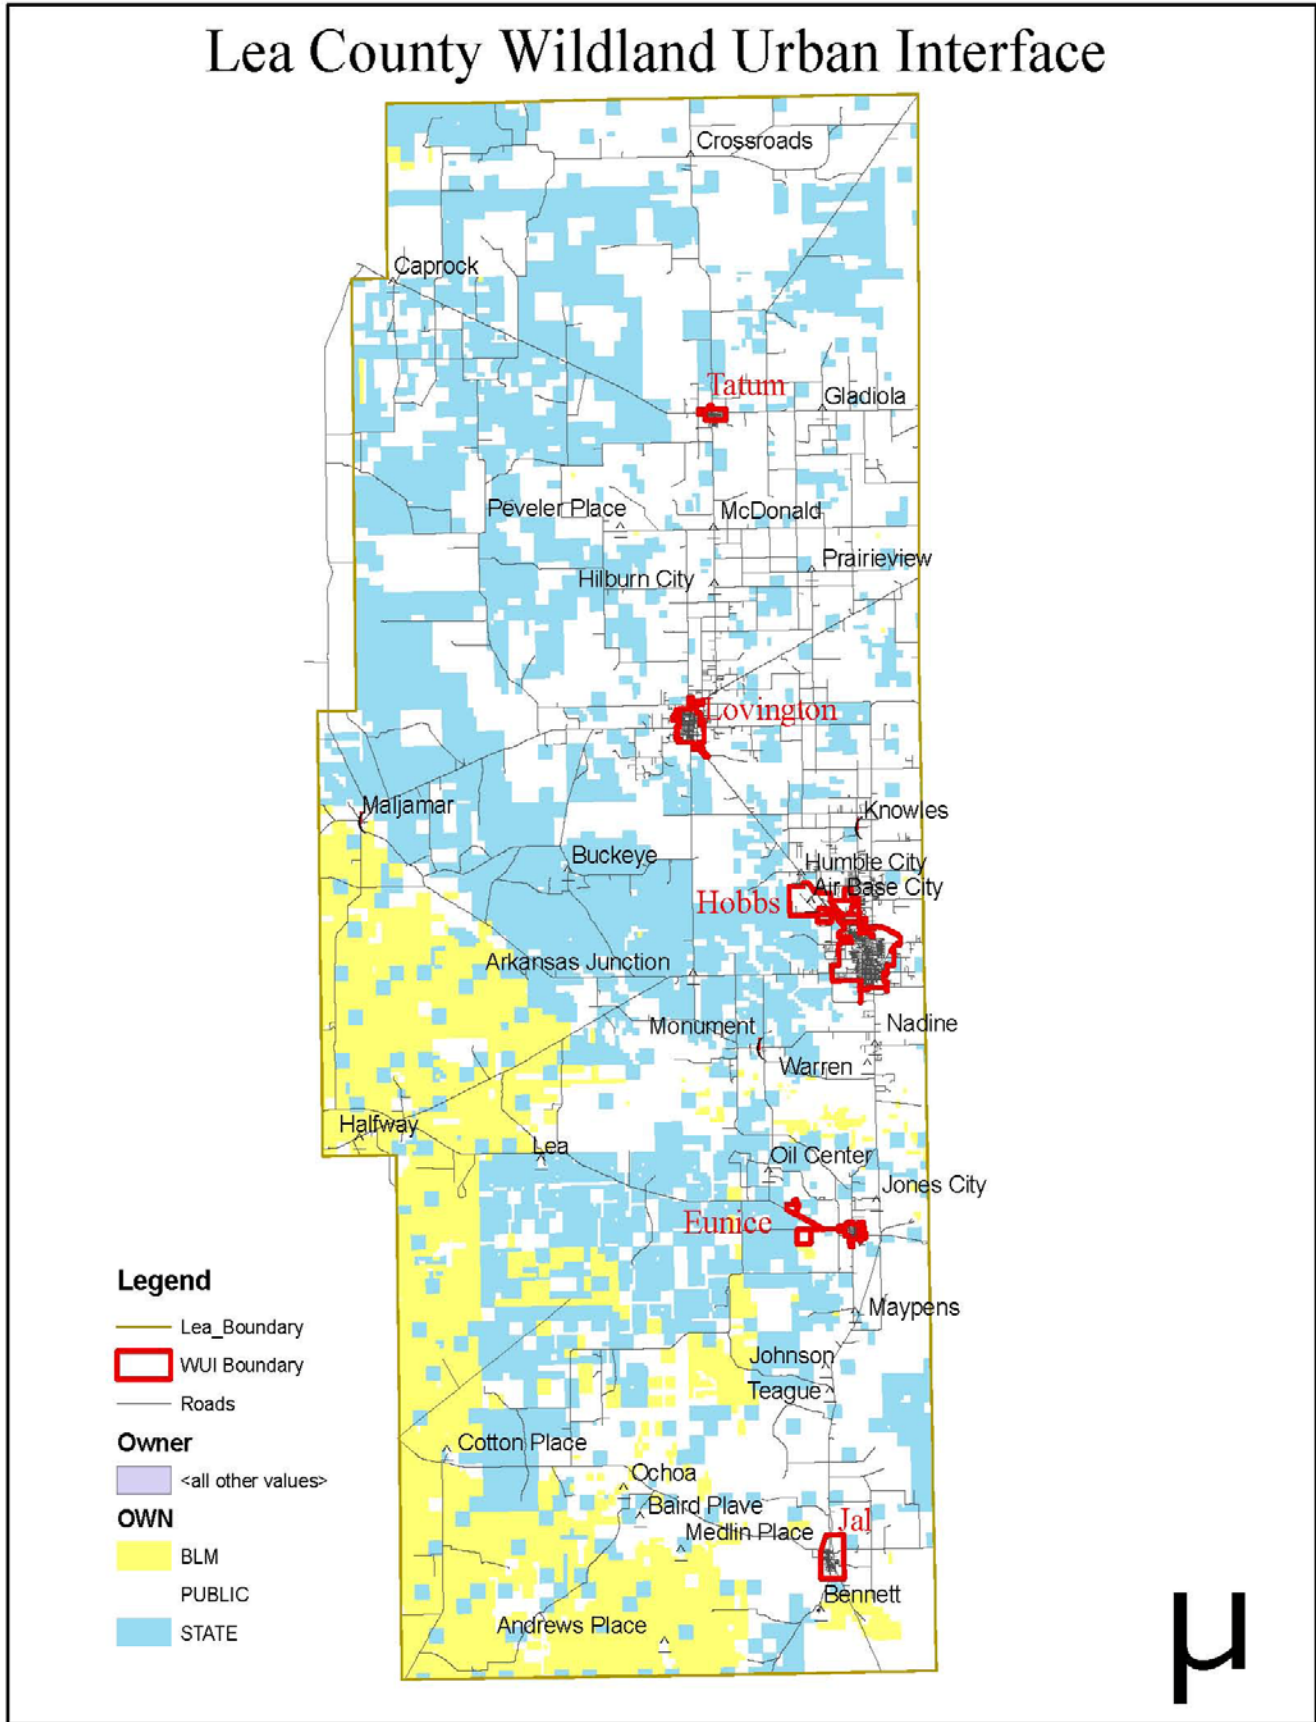 Lea County Wildland Urban Interface
Crossroads
Caprock
Tatum
Gladiola
Peveler Place
McDonald
Prairieview
Hilburn City
Lovington
Maljamar
Knowles
Buckeye
Humble City
Air Base City
Hobbs
Arkansas Junction
Monument
Nadine
Warren
Halfway
Lea
Oil Center
Jones City
Eunice
Maypens
Johnson
Teague
Cotton Place
Ochoa
Baird Plave
Medlin Place
Jal
Bennett
Andrews Place
Legend
Lea_Boundary
WUI Boundary
Roads
Owner
<all other values>
OWN
BLM
PUBLIC
STATE
µ